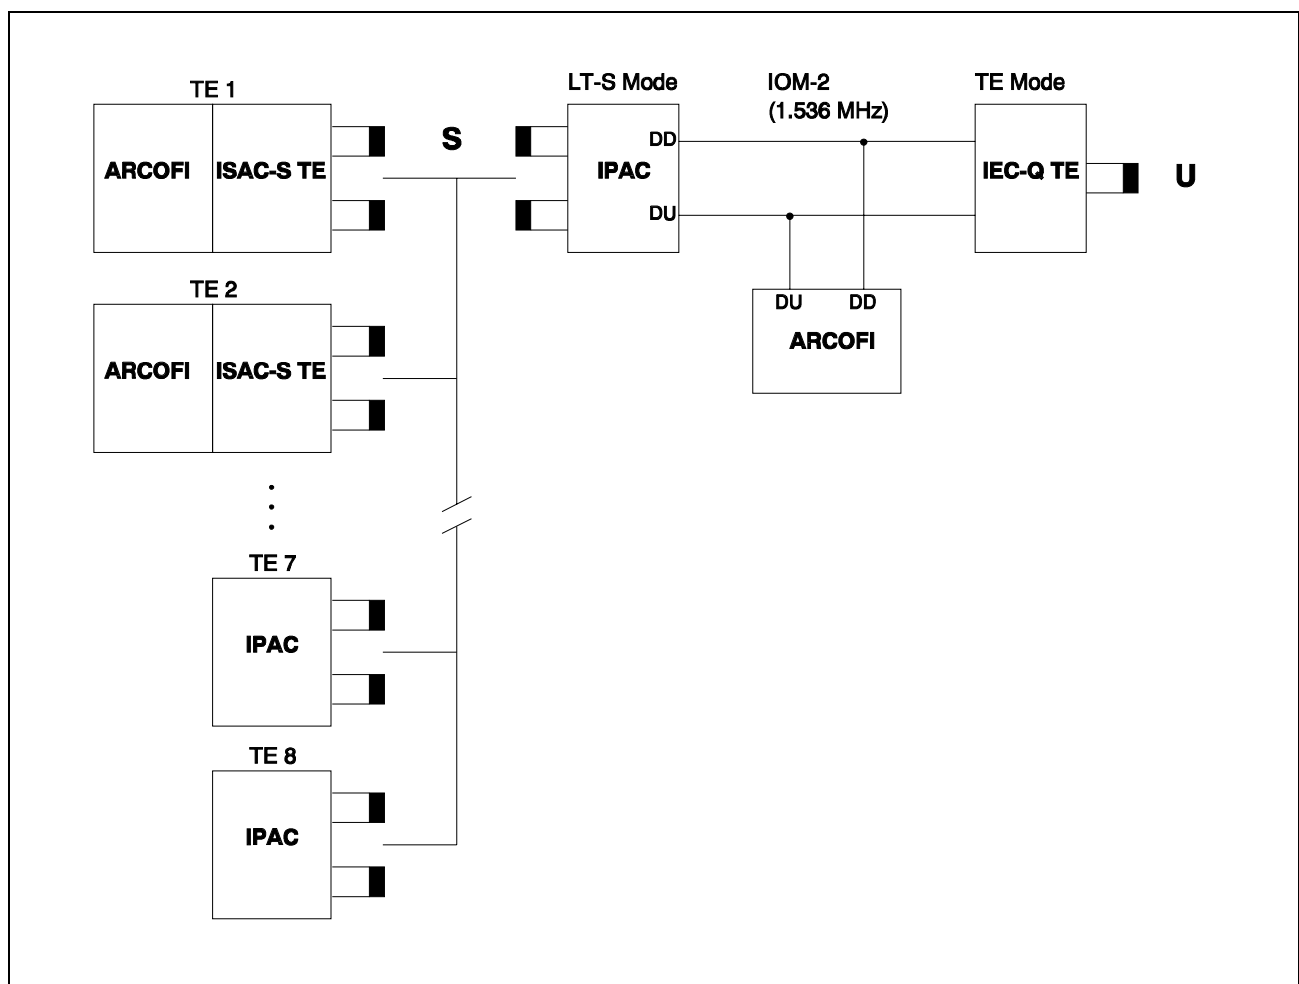 TE 1
ARCOFI ISAC-S TE
S
LT-S Mode
DD
IPAC
DU
IOM-2
(1.536 MHz)
TE Mode
IEC-Q TE
U
DU DD
ARCOFI
TE 2
ARCOFI ISAC-S TE
TE 7
IPAC
TE 8
IPAC